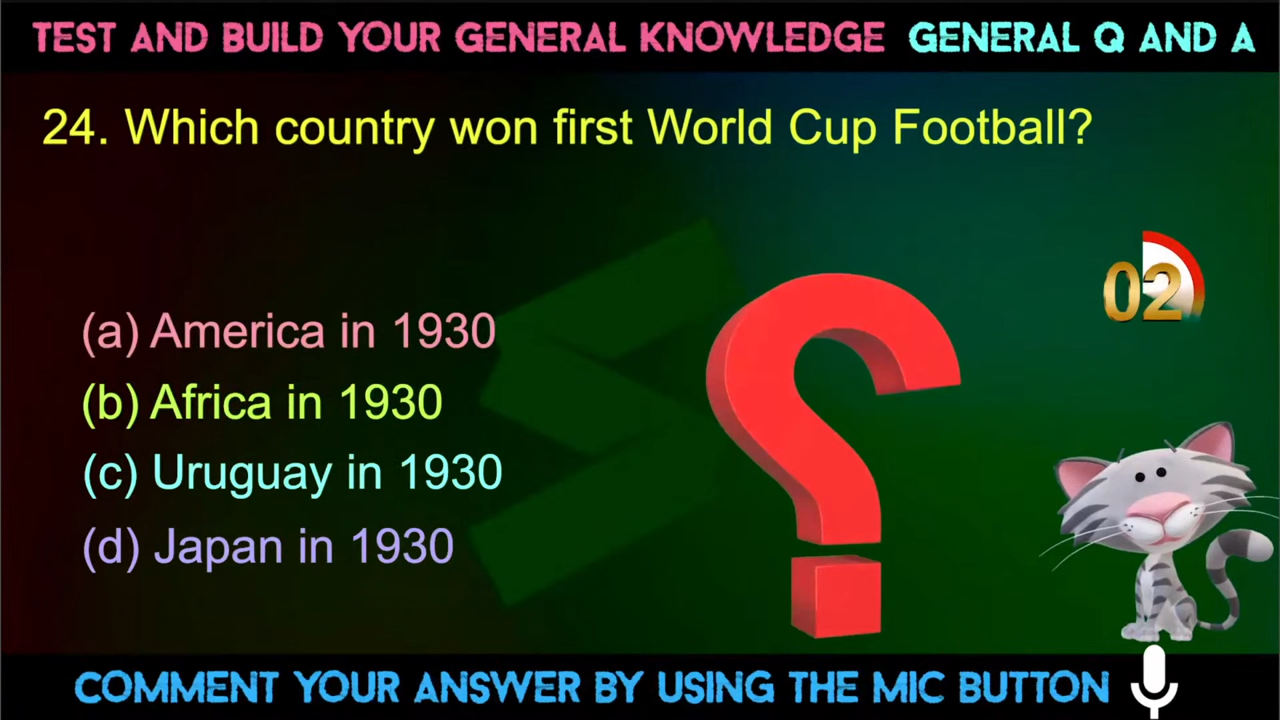 TEST AND BUILD YOUR GENERAL KNOWLEDGE GENERAL Q AND A
24. Which country won first World Cup Football?
02
(a) America in 1930
(b) Africa in 1930
(c) Uruguay in 1930
(d) Japan in 1930
COMMENT YOUR ANSWER BY USING THE MIC BUTTON